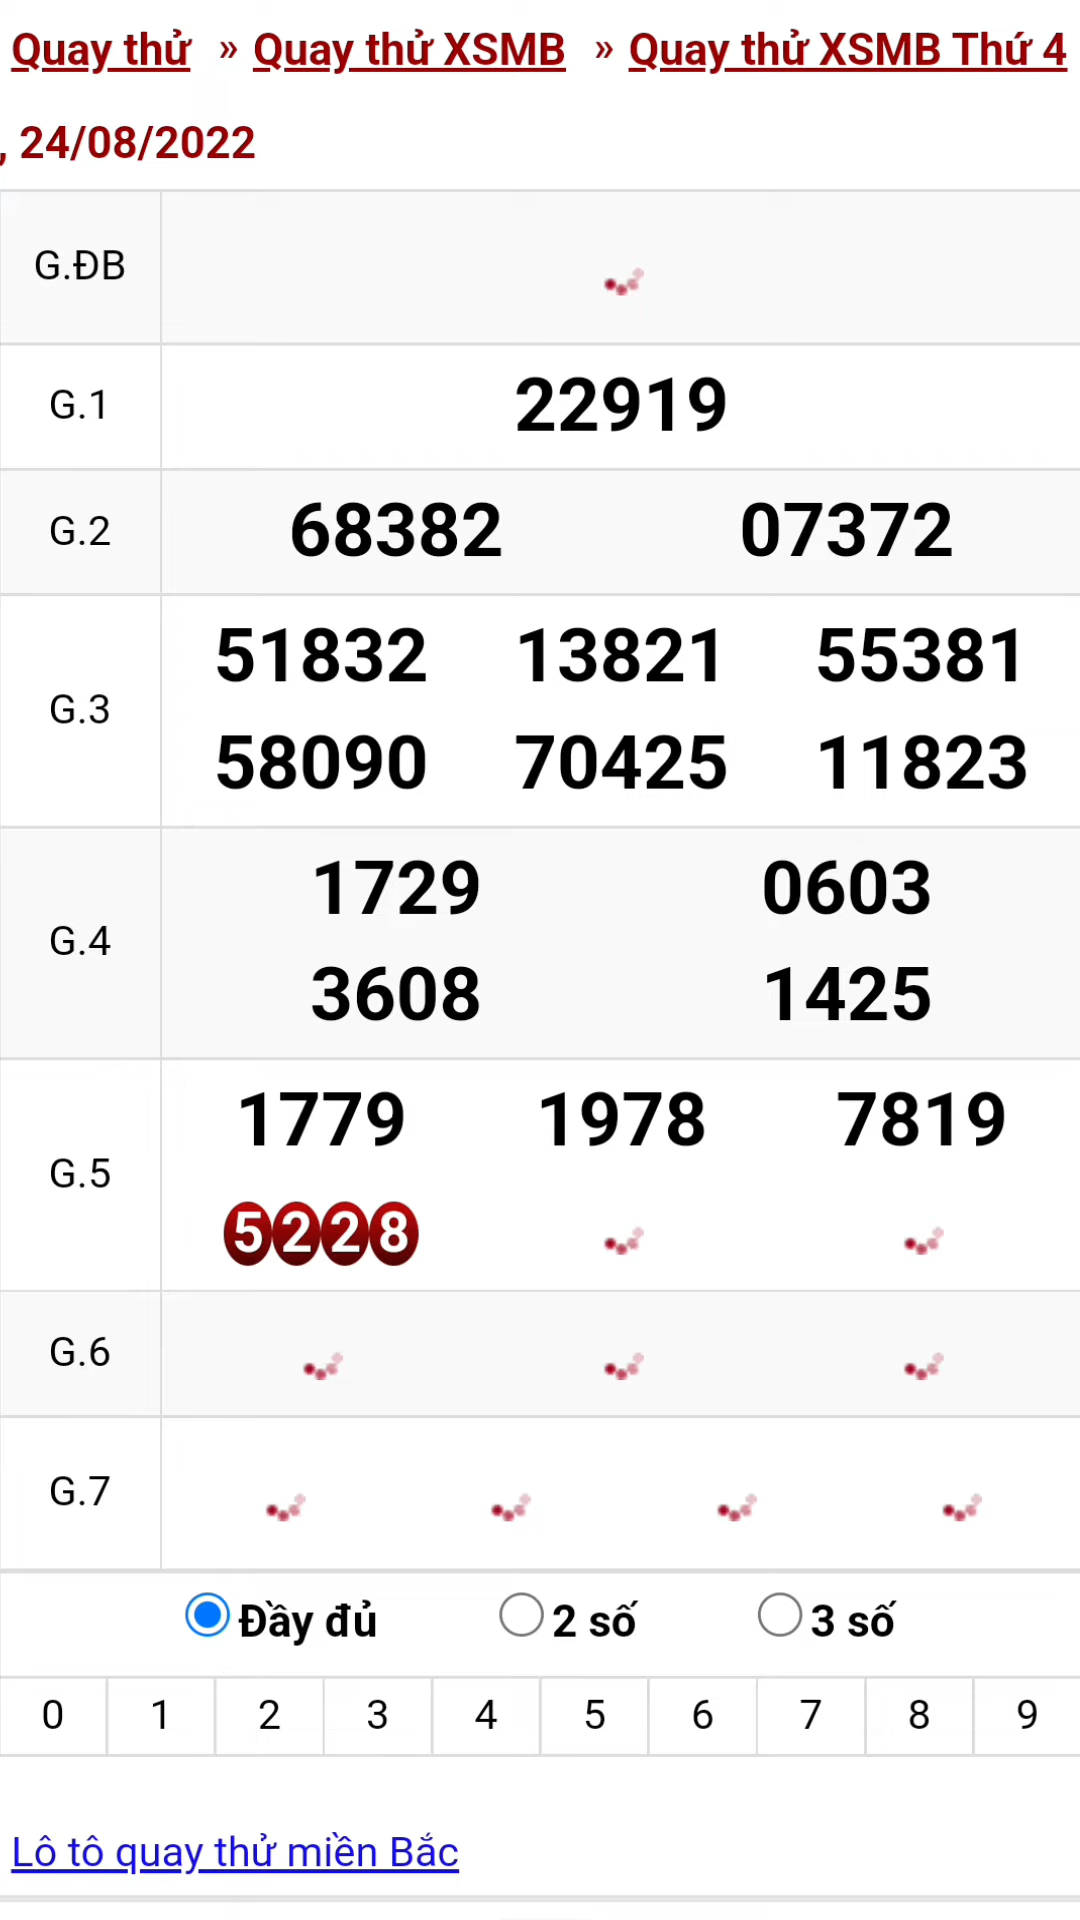 Quay thử » Quay thử XSMB » Quay thử XSMB Thứ 4
, 24/08/2022
G.ĐB
G.1 22919
G.2 68382 07372
G.3
51832 13821 55381
58090 70425 11823
G.4
1729 0603
3608 1425
G.5
1779 1978 7819
5228
G.6
G.7
Đầy đủ 2 số 3 số
0 1 2 3 4 5 6 7 8 9
Lô tô quay thử miền Bắc